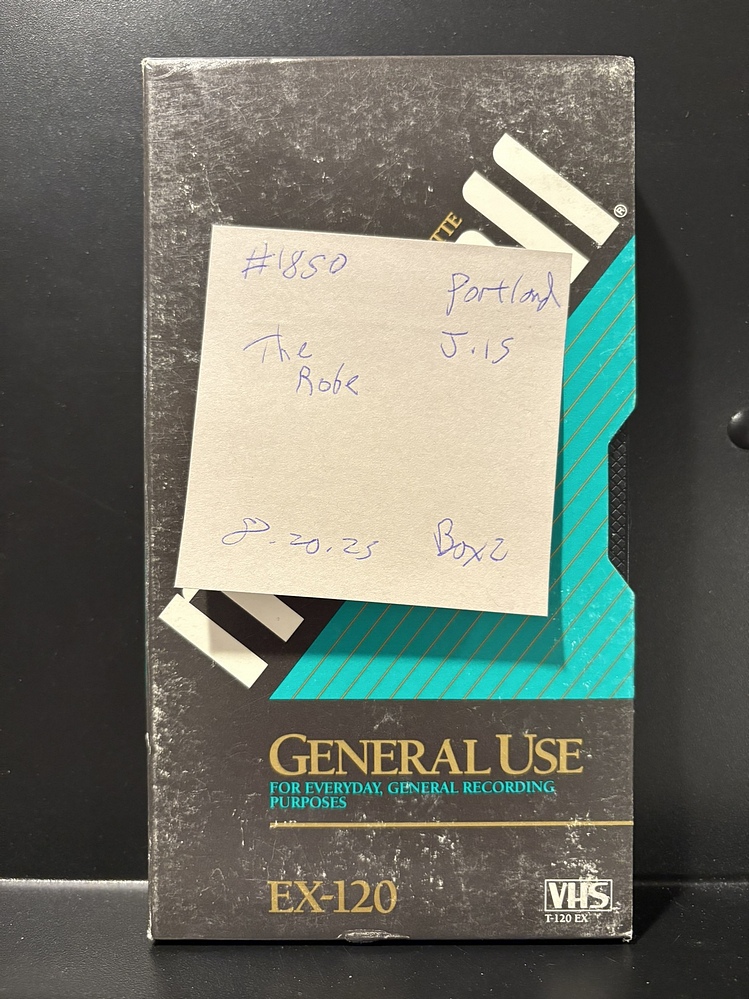 TTE
®
#1850
Portland
The
Robe
J.15
8.20.25
Box2
GENERAL USE
FOR EVERYDAY, GENERAL RECORDING
PURPOSES
EX-120
VHS
T-120 EX